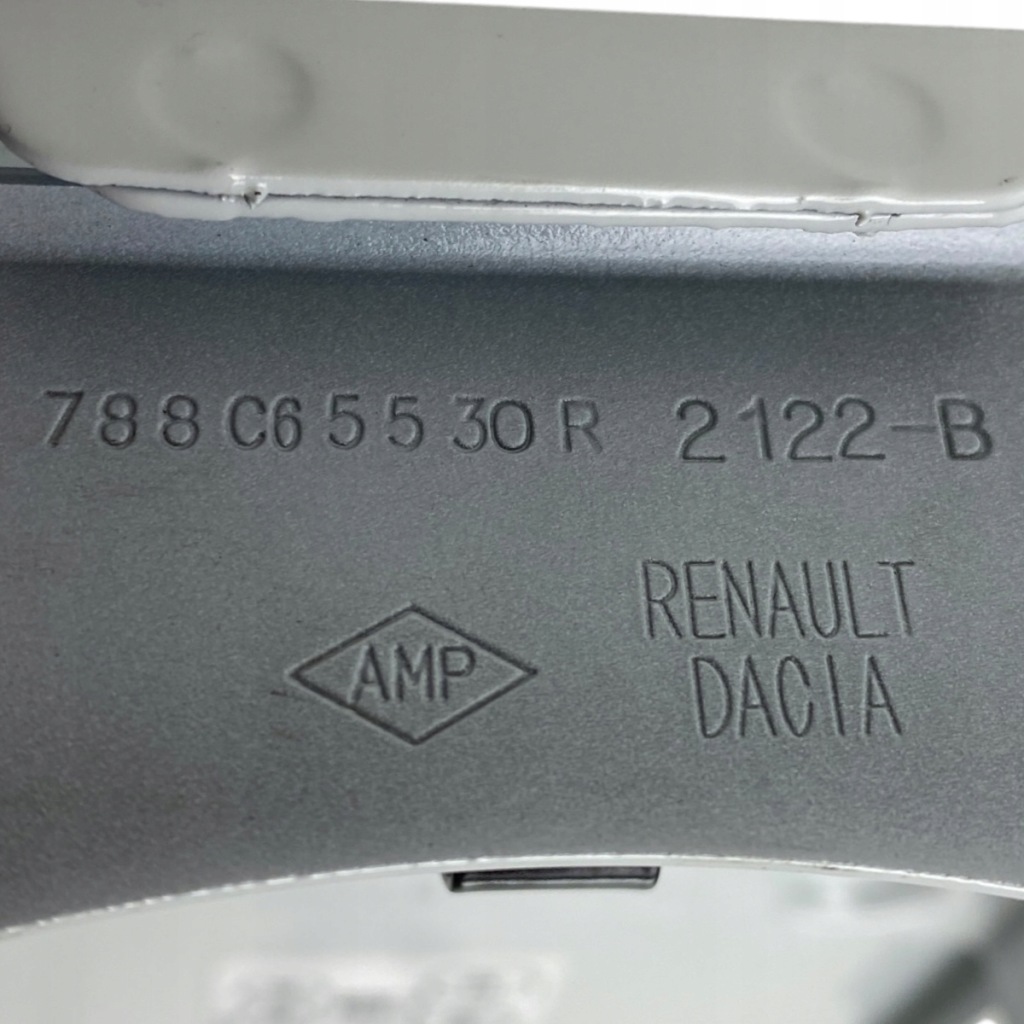 788C65530R 2122-B
RENAULT
AMP
DACIA